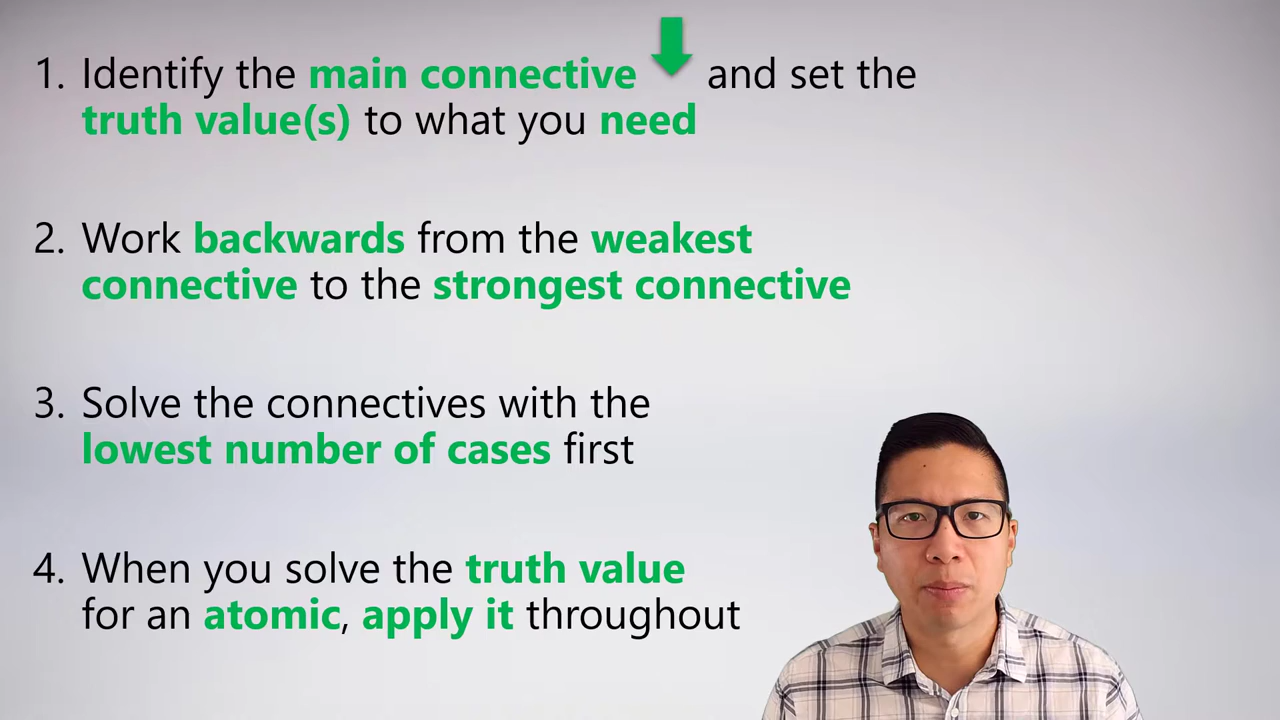 1. Identify the main connective and set the
truth value(s) to what you need
2. Work backwards from the weakest
connective to the strongest connective
3. Solve the connectives with the
lowest number of cases first
4. When you solve the truth value
for an atomic, apply it throughout